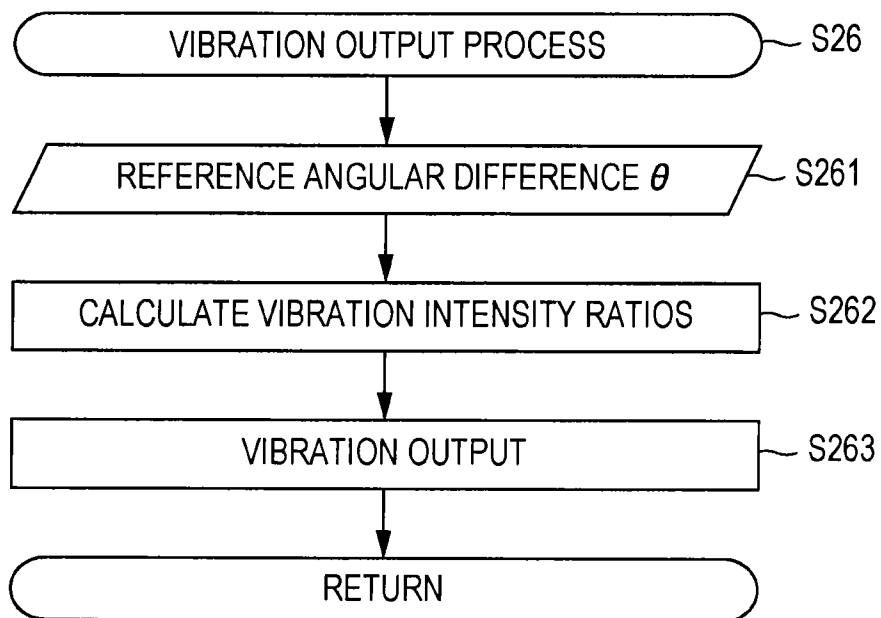 VIBRATION OUTPUT PROCESS S26
REFERENCE ANGULAR DIFFERENCE θ S261
CALCULATE VIBRATION INTENSITY RATIOS S262
VIBRATION OUTPUT S263
RETURN